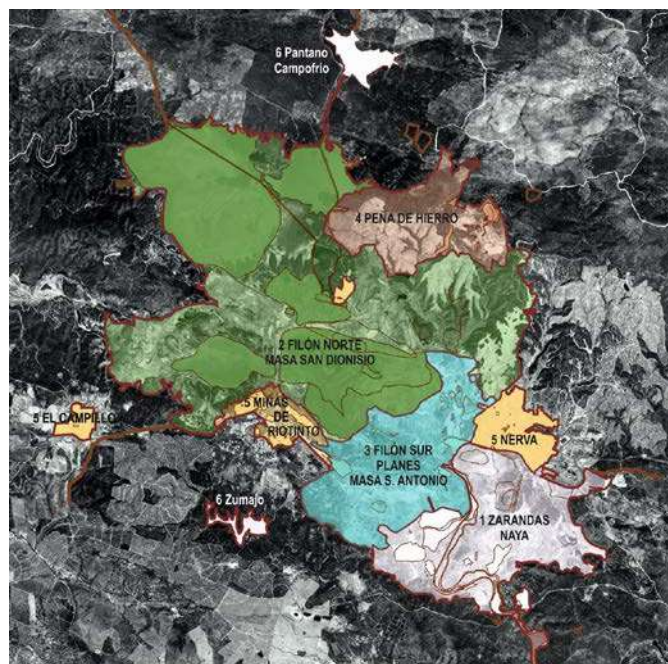 6 Pantano
Campofrio
4 PEÑA DE HIERRO
2 FILÓN NORTE
MASA SAN DIONISIO
5 EL CAMPILLO
5 MINAS
DE
RIOTINTO
5 NERVA
3 FILÓN SUR
PLANES
MASA S. ANTONIO
6 Zumajo
1 ZARANDAS
NAYA